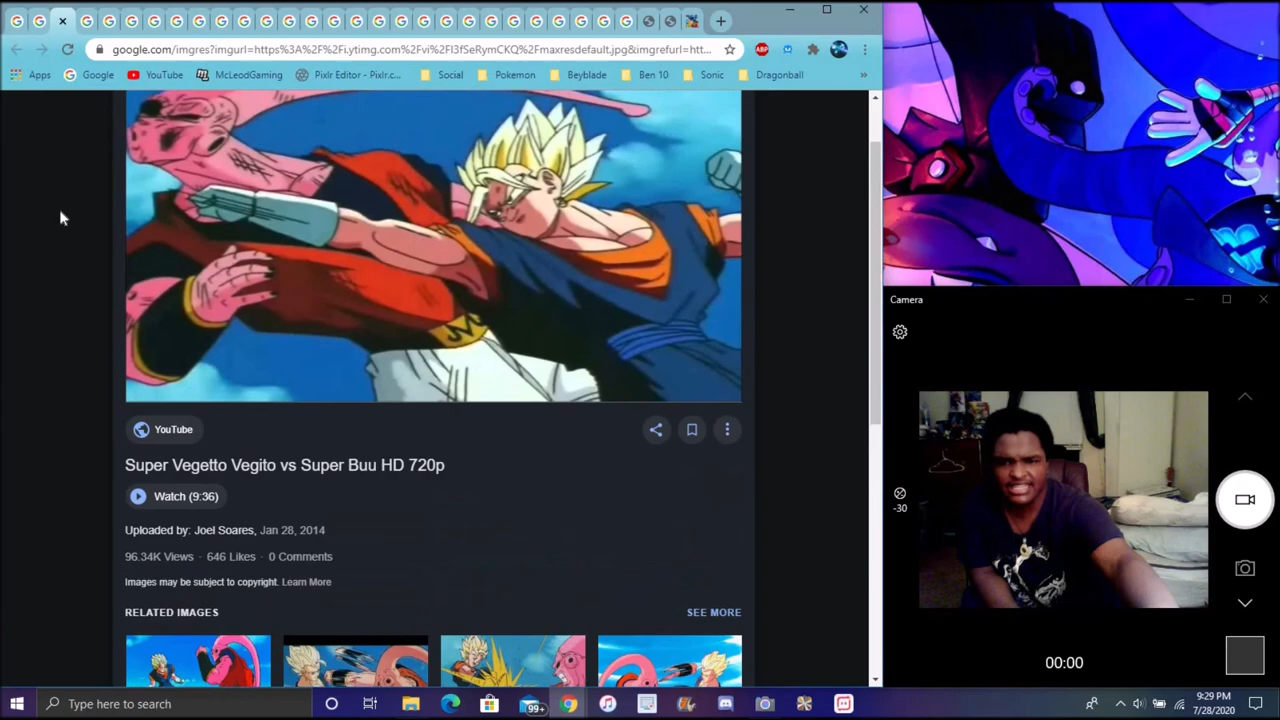 google.com/imgres?imgurl=https%3A%2F%2Fi.ytimg.com%2Fvi%2Fl3fSeRymCKQ%2Fmaxresdefault.jpg&imgrefurl=htt...
ABP
Apps Google YouTube McLeodGaming Pixlr Editor - Pixlr.c... Social Pokemon Beyblade Ben 10 Sonic Dragonball »
YouTube
Super Vegetto Vegito vs Super Buu HD 720p
Watch (9:36)
Uploaded by: Joel Soares, Jan 28, 2014
96.34K Views · 646 Likes · 0 Comments
Images may be subject to copyright. Learn More
RELATED IMAGES SEE MORE
Camera
-30
00:00
Type here to search
99+
9:29 PM
7/28/2020